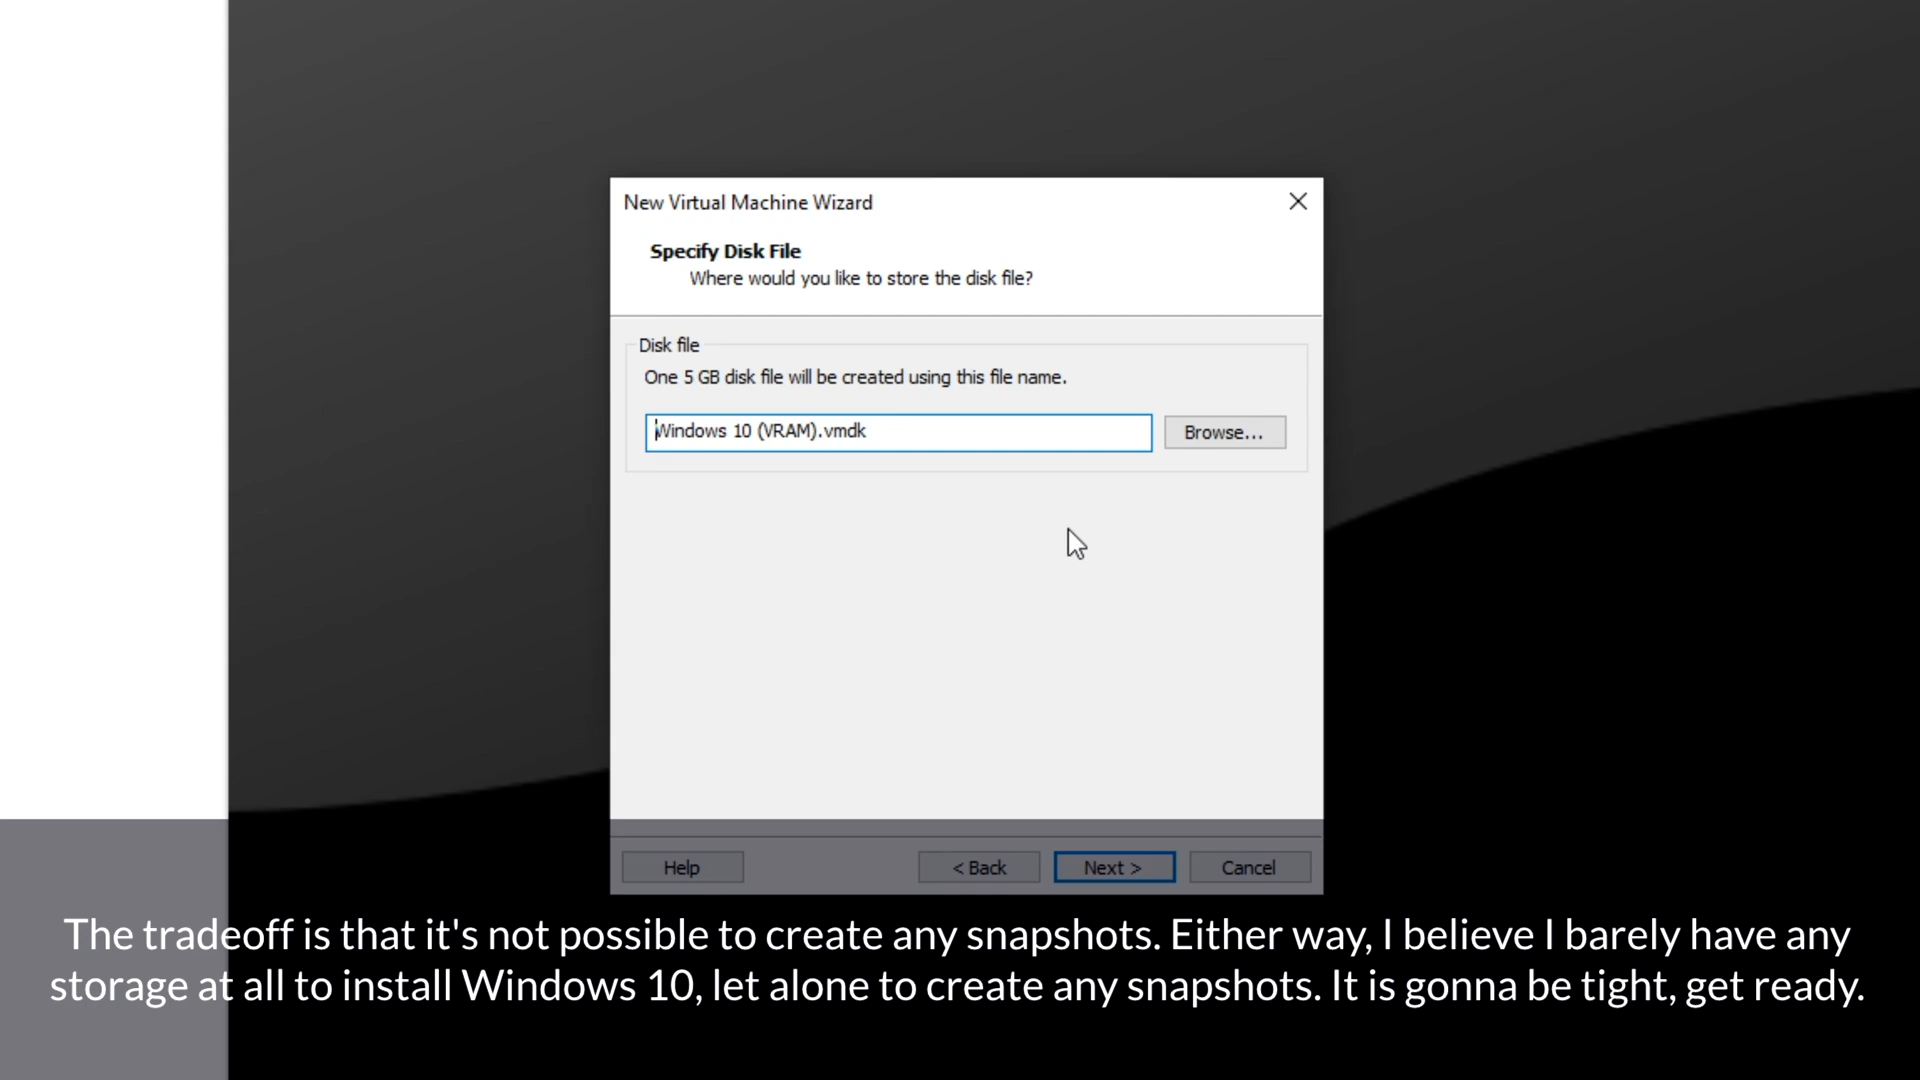 New Virtual Machine Wizard
Specify Disk File
Where would you like to store the disk file?
Disk file
One 5 GB disk file will be created using this file name.
Windows 10 (VRAM).vmdk
Browse...
Help
< Back
Next >
Cancel
The tradeoff is that it's not possible to create any snapshots. Either way, I believe I barely have any
storage at all to install Windows 10, let alone to create any snapshots. It is gonna be tight, get ready.